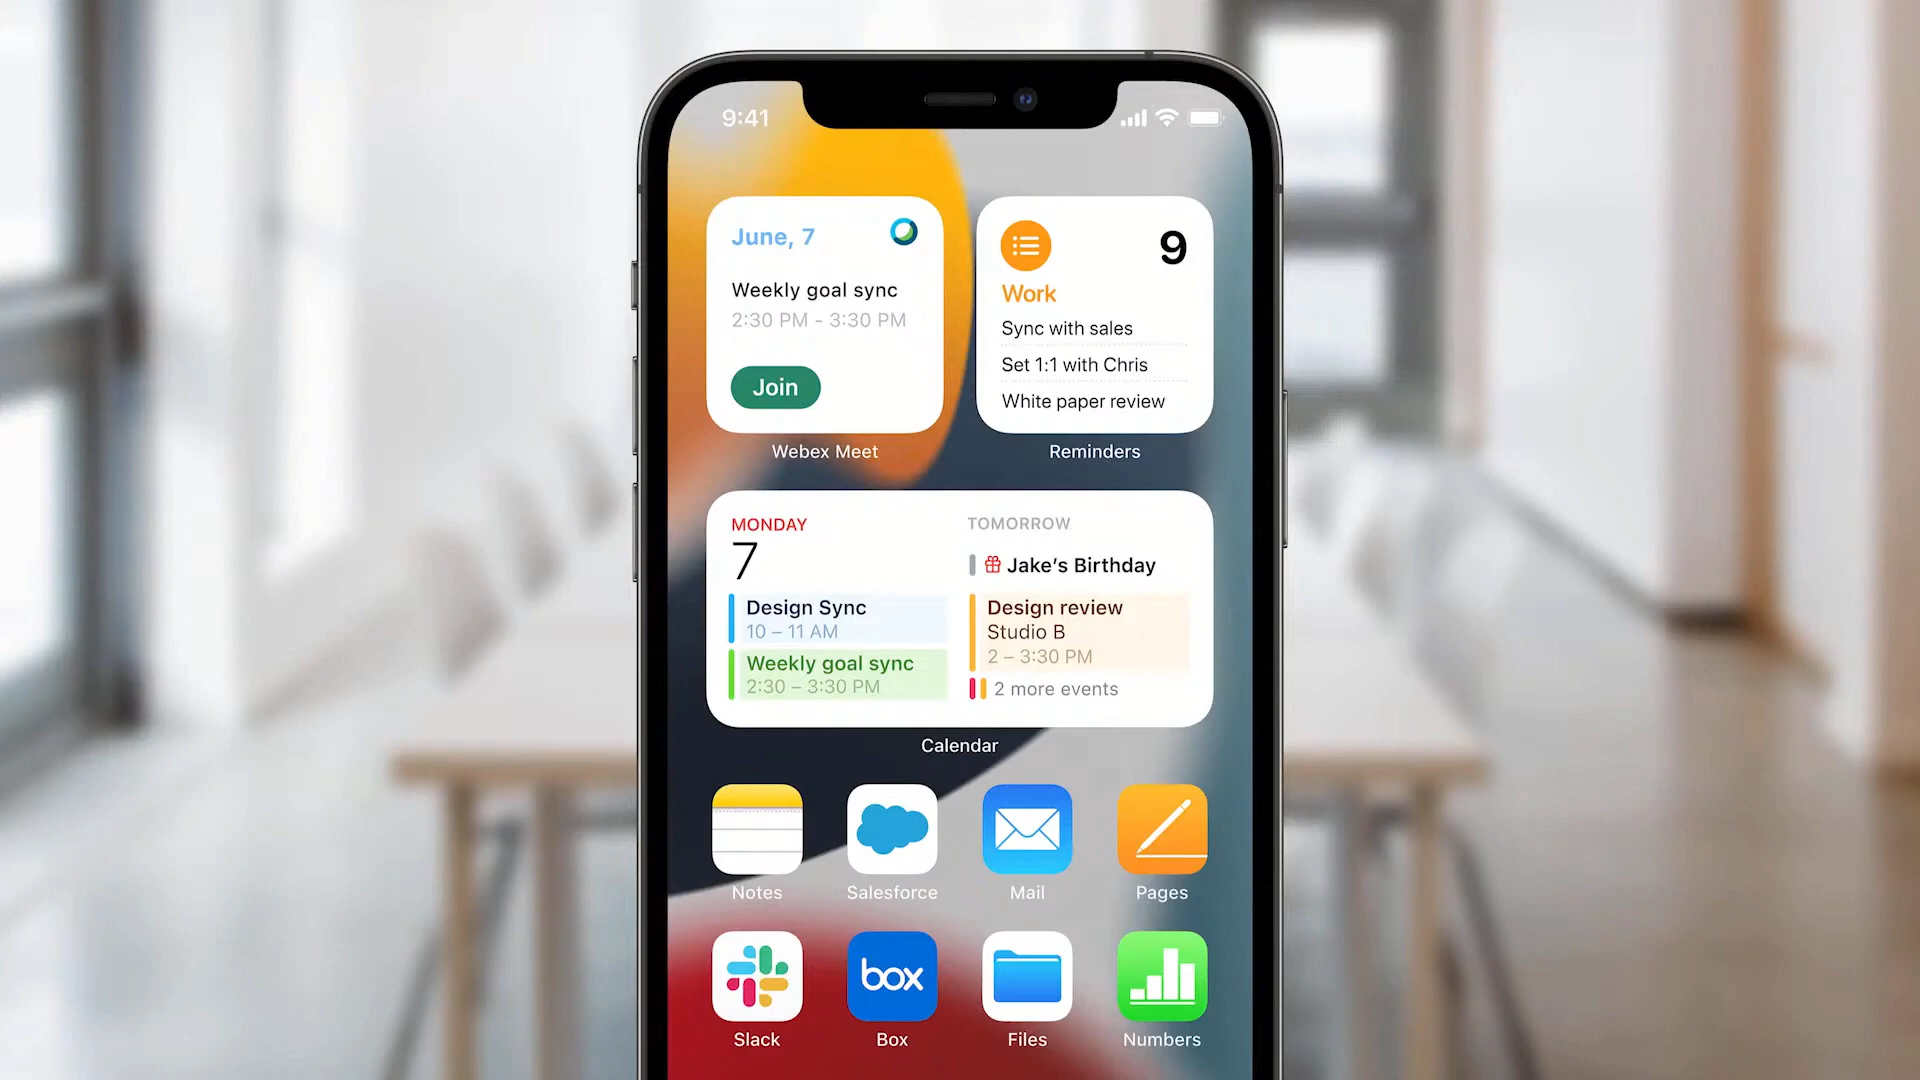 9:41
June, 7
Weekly goal sync
2:30 PM - 3:30 PM
Join
Webex Meet
9
Work
Sync with sales
Set 1:1 with Chris
White paper review
Reminders
MONDAY
7
Design Sync
10 – 11 AM
Weekly goal sync
2:30 – 3:30 PM
TOMORROW
Jake’s Birthday
Design review
Studio B
2 – 3:30 PM
2 more events
Calendar
Notes
Salesforce
Mail
Pages
box
Slack
Box
Files
Numbers